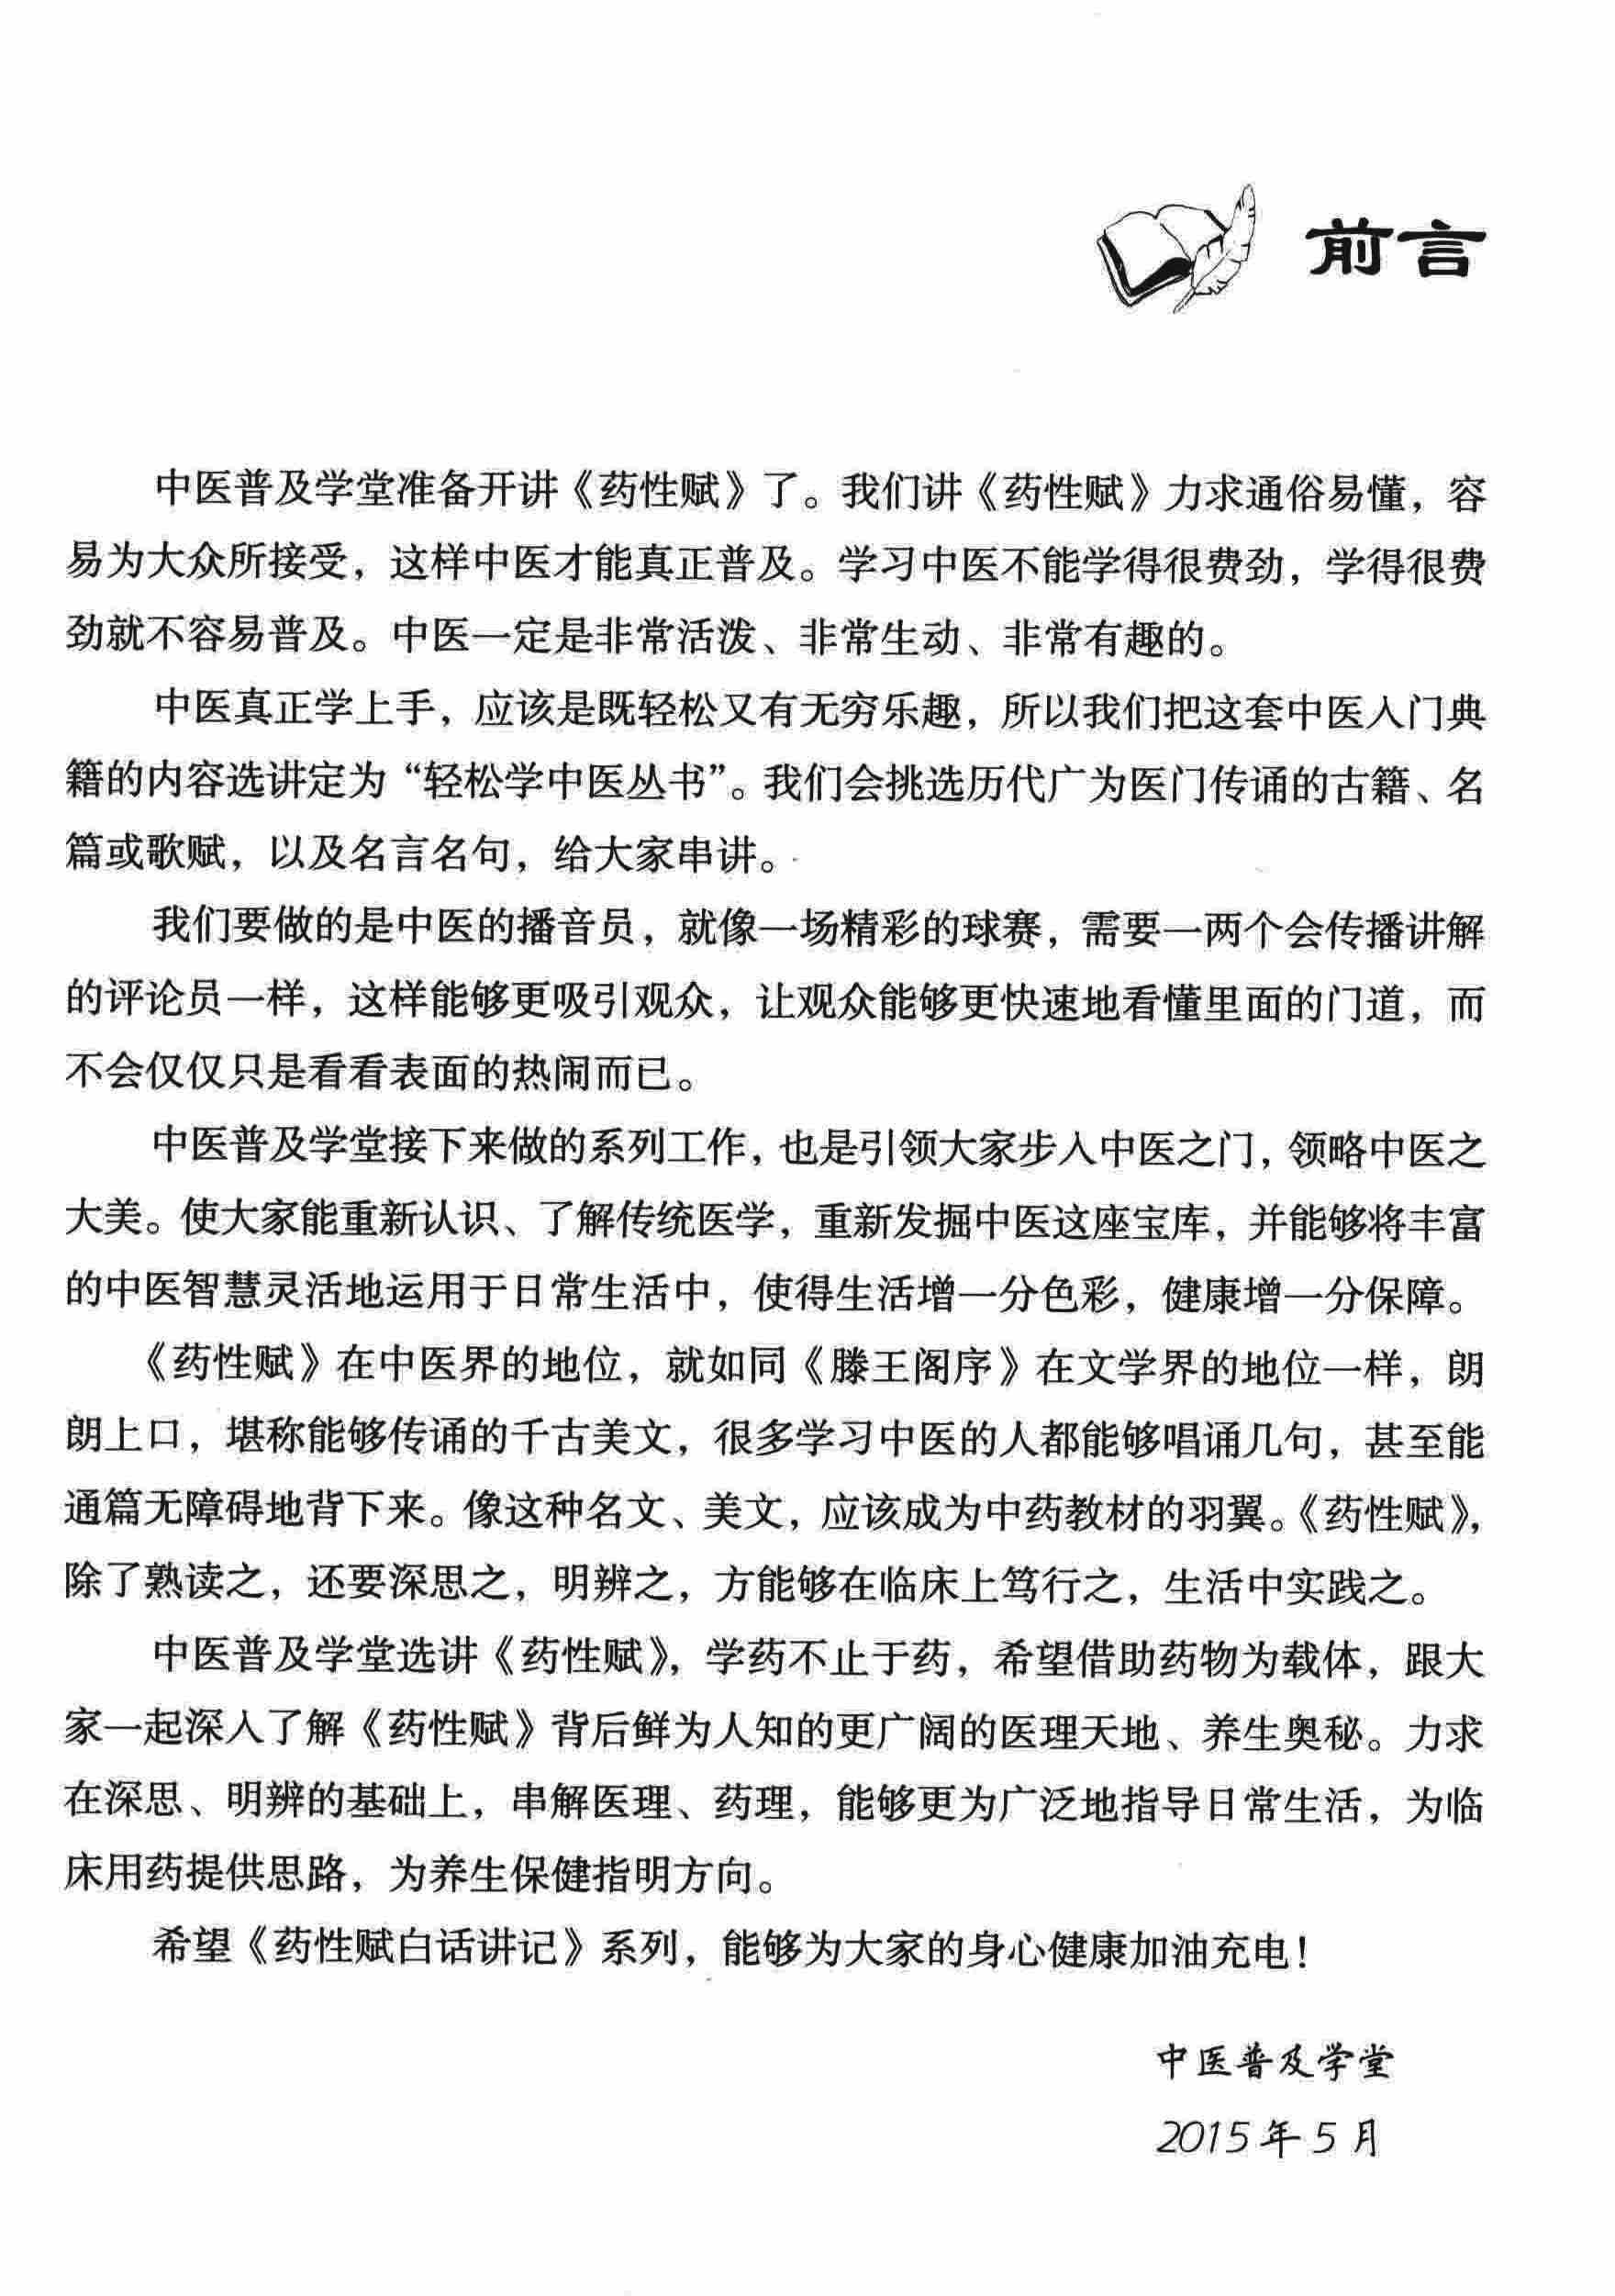 前言
中医普及学堂准备开讲《药性赋》了。我们讲《药性赋》力求通俗易懂，容
易为大众所接受，这样中医才能真正普及。学习中医不能学得很费劲，学得很费
劲就不容易普及。中医一定是非常活泼、非常生动、非常有趣的。
中医真正学上手，应该是既轻松又有无穷乐趣，所以我们把这套中医入门典
籍的内容选讲定为“轻松学中医丛书”。我们会挑选历代广为医门传诵的古籍、名
篇或歌赋，以及名言名句，给大家串讲。
我们要做的是中医的播音员，就像一场精彩的球赛，需要一两个会传播讲解
的评论员一样，这样能够更吸引观众，让观众能够更快速地看懂里面的门道，而
不会仅仅只是看看表面的热闹而已。
中医普及学堂接下来做的系列工作，也是引领大家步入中医之门，领略中医之
大美。使大家能重新认识、了解传统医学，重新发掘中医这座宝库，并能够将丰富
的中医智慧灵活地运用于日常生活中，使得生活增一分色彩，健康增一分保障。
《药性赋》在中医界的地位，就如同《滕王阁序》在文学界的地位一样，朗
朗上口，堪称能够传诵的千古美文，很多学习中医的人都能够唱诵几句，甚至能
通篇无障碍地背下来。像这种名文、美文，应该成为中药教材的羽翼。《药性赋》，
除了熟读之，还要深思之，明辨之，方能够在临床上笃行之，生活中实践之。
中医普及学堂选讲《药性赋》，学药不止于药，希望借助药物为载体，跟大
家一起深入了解《药性赋》背后鲜为人知的更广阔的医理天地、养生奥秘。力求
在深思、明辨的基础上，串解医理、药理，能够更为广泛地指导日常生活，为临
床用药提供思路，为养生保健指明方向。
希望《药性赋白话讲记》系列，能够为大家的身心健康加油充电！
中医普及学堂
2015年5月